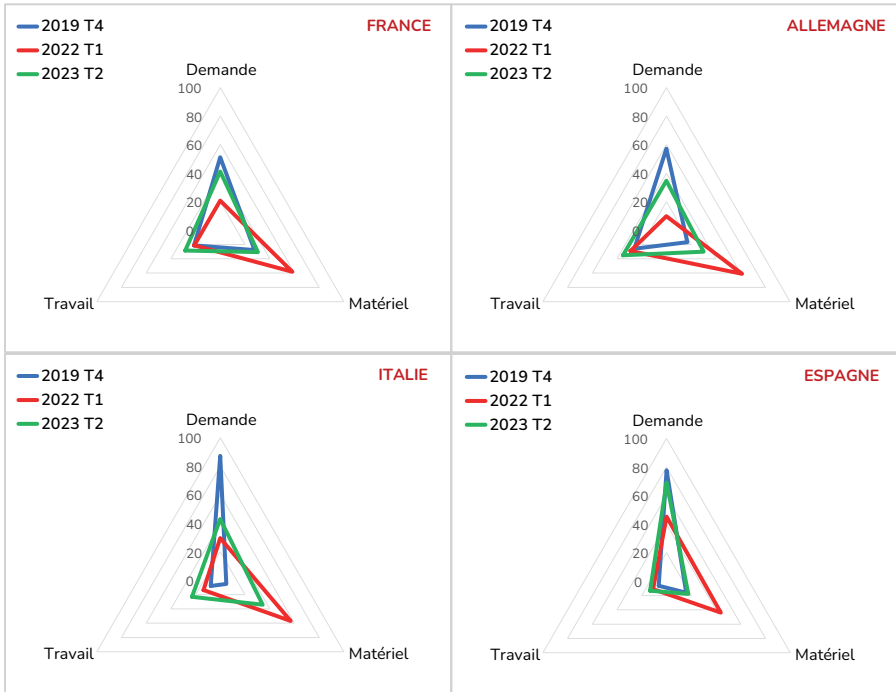 2019 T4
2022 T1
2023 T2
FRANCE
Demande
100
80
60
40
20
0
Travail
Matériel
2019 T4
2022 T1
2023 T2
ALLEMAGNE
Demande
100
80
60
40
20
0
Travail
Matériel
2019 T4
2022 T1
2023 T2
ITALIE
Demande
100
80
60
40
20
0
Travail
Matériel
2019 T4
2022 T1
2023 T2
ESPAGNE
Demande
100
80
60
40
20
0
Travail
Matériel